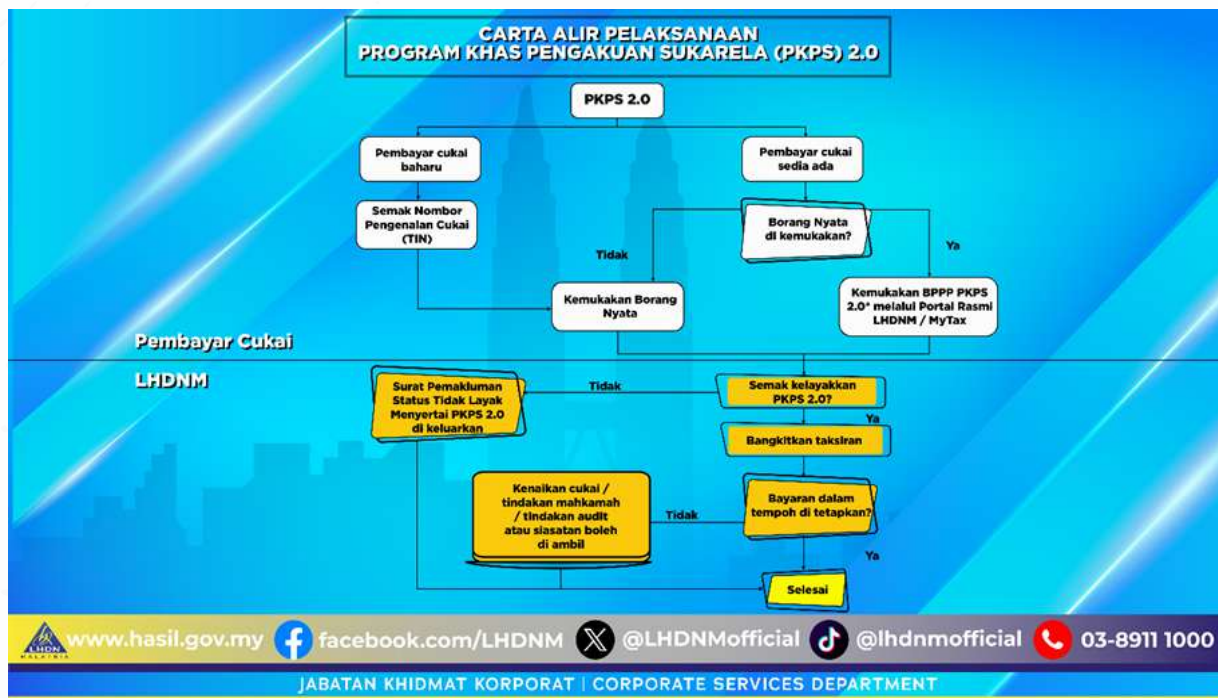 CARTA ALIR PELAKSANAAN
PROGRAM KHAS PENGAKUAN SUKARELA (PKPS) 2.0
PKPS 2.0
Pembayar cukai
baharu
Pembayar cukai
sedia ada
Semak Nombor
Pengenalan Cukai
(TIN)
Borang Nyata
di kemukakan?
Tidak
Ya
Kemukakan Borang
Nyata
Kemukakan BPPP PKPS
2.0* melalui Portal Rasmi
LHDNM / MyTax
Pembayar Cukai
LHDNM
Surat Pemakluman
Status Tidak Layak
Menyertai PKPS 2.0
di keluarkan
Tidak
Semak kelayakkan
PKPS 2.0?
Ya
Bangkitkan taksiran
Kenaikan cukai /
tindakan mahkamah
/ tindakan audit
atau siasatan boleh
di ambil
Tidak
Bayaran dalam
tempoh di tetapkan?
Ya
Selesai
LHDN
MALAYSIA
www.hasil.gov.my
facebook.com/LHDNM
@LHDNMofficial
@lhdnmofficial
03-8911 1000
JABATAN KHIDMAT KORPORAT | CORPORATE SERVICES DEPARTMENT